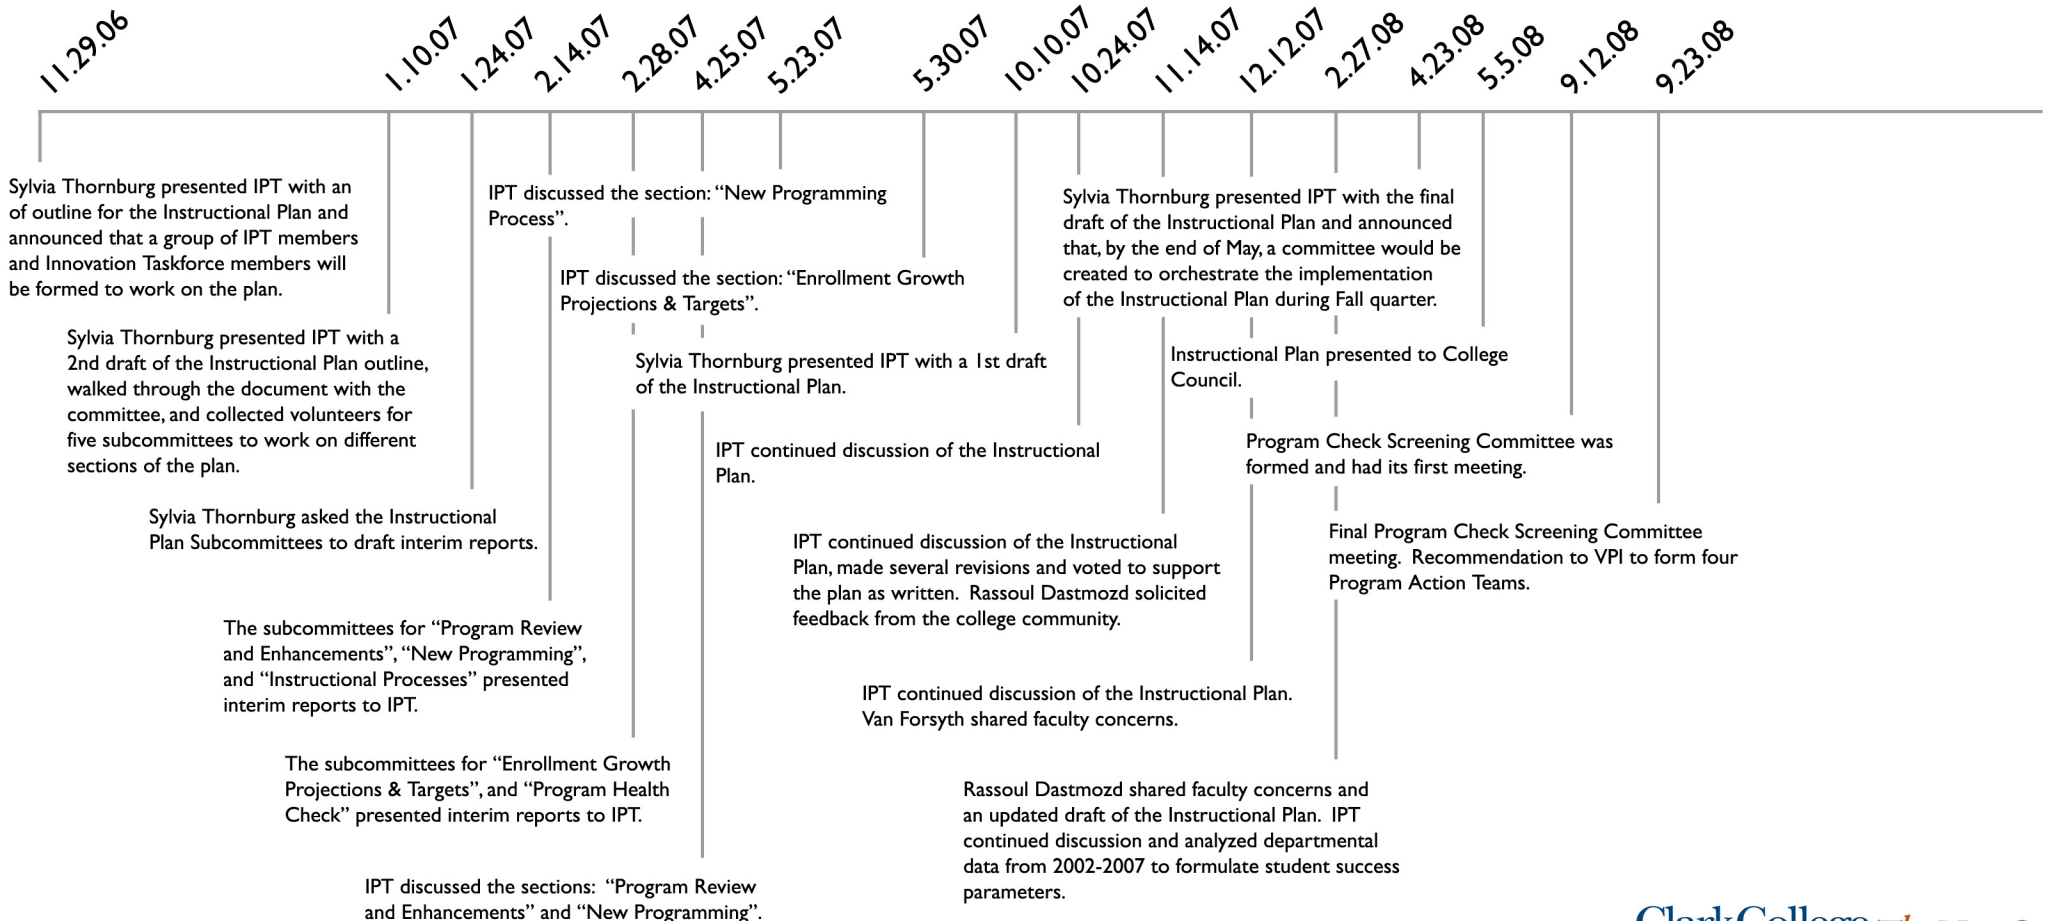 11.29.06
1.10.07
1.24.07
2.14.07
2.28.07
4.25.07
5.23.07
5.30.07
10.10.07
10.24.07
11.14.07
12.12.07
2.27.08
4.23.08
5.5.08
9.12.08
9.23.08
Sylvia Thornburg presented IPT with an
of outline for the Instructional Plan and
announced that a group of IPT members
and Innovation Taskforce members will
be formed to work on the plan.
Sylvia Thornburg presented IPT with a
2nd draft of the Instructional Plan outline,
walked through the document with the
committee, and collected volunteers for
five subcommittees to work on different
sections of the plan.
Sylvia Thornburg asked the Instructional
Plan Subcommittees to draft interim reports.
The subcommittees for “Program Review
and Enhancements”, “New Programming”,
and “Instructional Processes” presented
interim reports to IPT.
The subcommittees for “Enrollment Growth
Projections & Targets”, and “Program Health
Check” presented interim reports to IPT.
IPT discussed the sections:  “Program Review
and Enhancements” and “New Programming”.
IPT discussed the section: “New Programming
Process”.
IPT discussed the section: “Enrollment Growth
Projections & Targets”.
Sylvia Thornburg presented IPT with a 1st draft
of the Instructional Plan.
IPT continued discussion of the Instructional
Plan.
IPT continued discussion of the Instructional
Plan, made several revisions and voted to support
the plan as written.  Rassoul Dastmozd solicited
feedback from the college community.
IPT continued discussion of the Instructional Plan.
Van Forsyth shared faculty concerns.
Rassoul Dastmozd shared faculty concerns and
an updated draft of the Instructional Plan.  IPT
continued discussion and analyzed departmental
data from 2002-2007 to formulate student success
parameters.
Sylvia Thornburg presented IPT with the final
draft of the Instructional Plan and announced
that, by the end of May, a committee would be
created to orchestrate the implementation
of the Instructional Plan during Fall quarter.
Instructional Plan presented to College
Council.
Program Check Screening Committee was
formed and had its first meeting.
Final Program Check Screening Committee
meeting.  Recommendation to VPI to form four
Program Action Teams.
Clark College